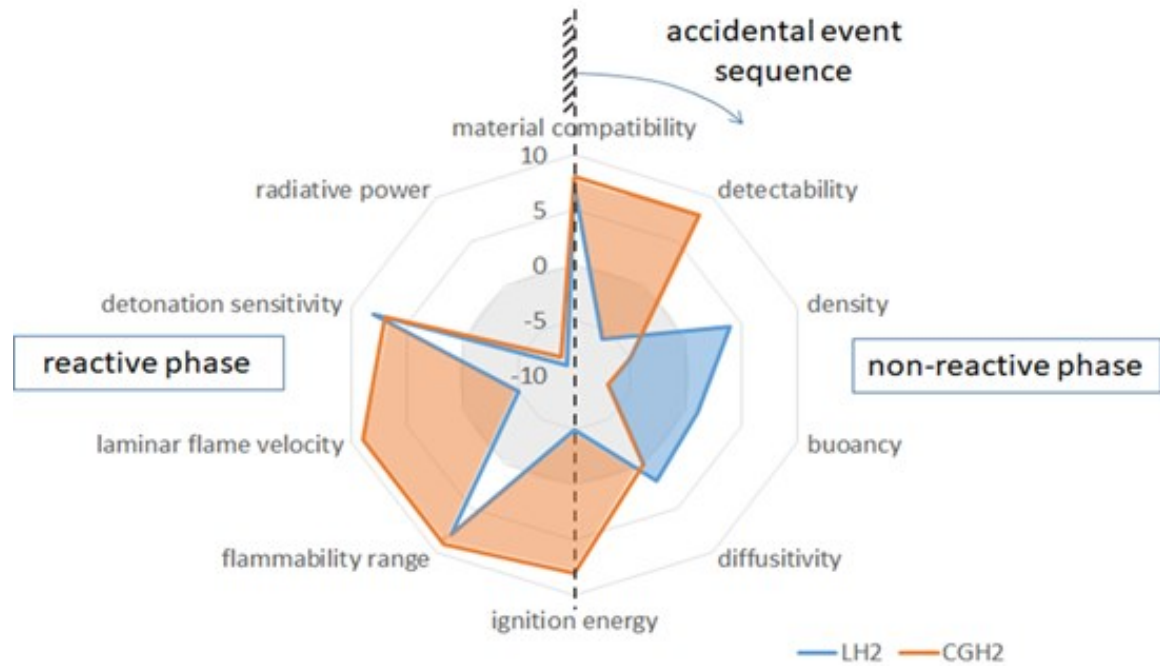 accidental event
sequence
material compatibility
10
radiative power
detectability
5
0
detonation sensitivity
density
-5
reactive phase
non-reactive phase
-10
laminar flame velocity
buoancy
flammability range
diffusitivity
ignition energy
LH2
CGH2